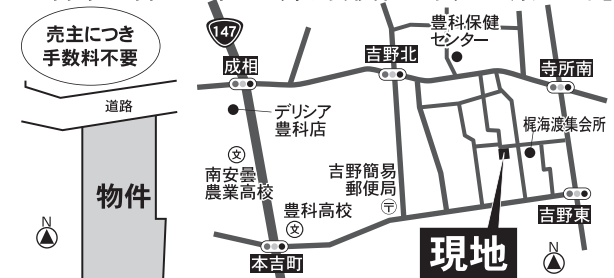 売主につき
手数料不要
道路
物件
N
147
成相
吉野北
豊科保健
センター
寺所南
デリシア
豊科店
梶海渡集会所
文
南安曇
農業高校
吉野簡易
郵便局
〒
豊科高校
文
吉野東
本吉町
現地
N